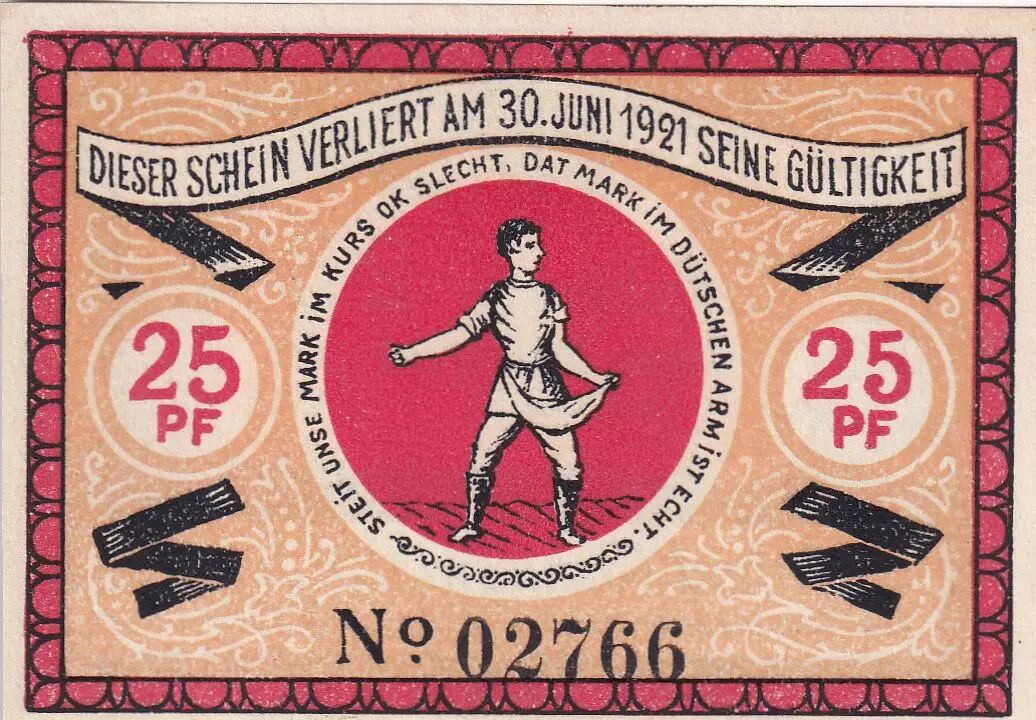 DIESER SCHEiN VERLIERT AM 30.JUNI 1921 SEINE GÜLTIGKEIT
STEiT UNSE MARK iM KURS OK SLECHT, DAT MARK iM DÜTSCHEN ARM iST ECHT.
25
PF
25
PF
No 02766